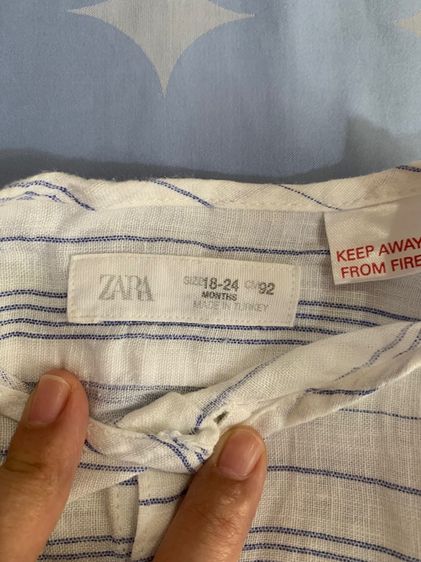 ZARA
SIZE 18-24 CM 92
MONTHS
MADE IN TURKEY
KEEP AWAY
FROM FIRE